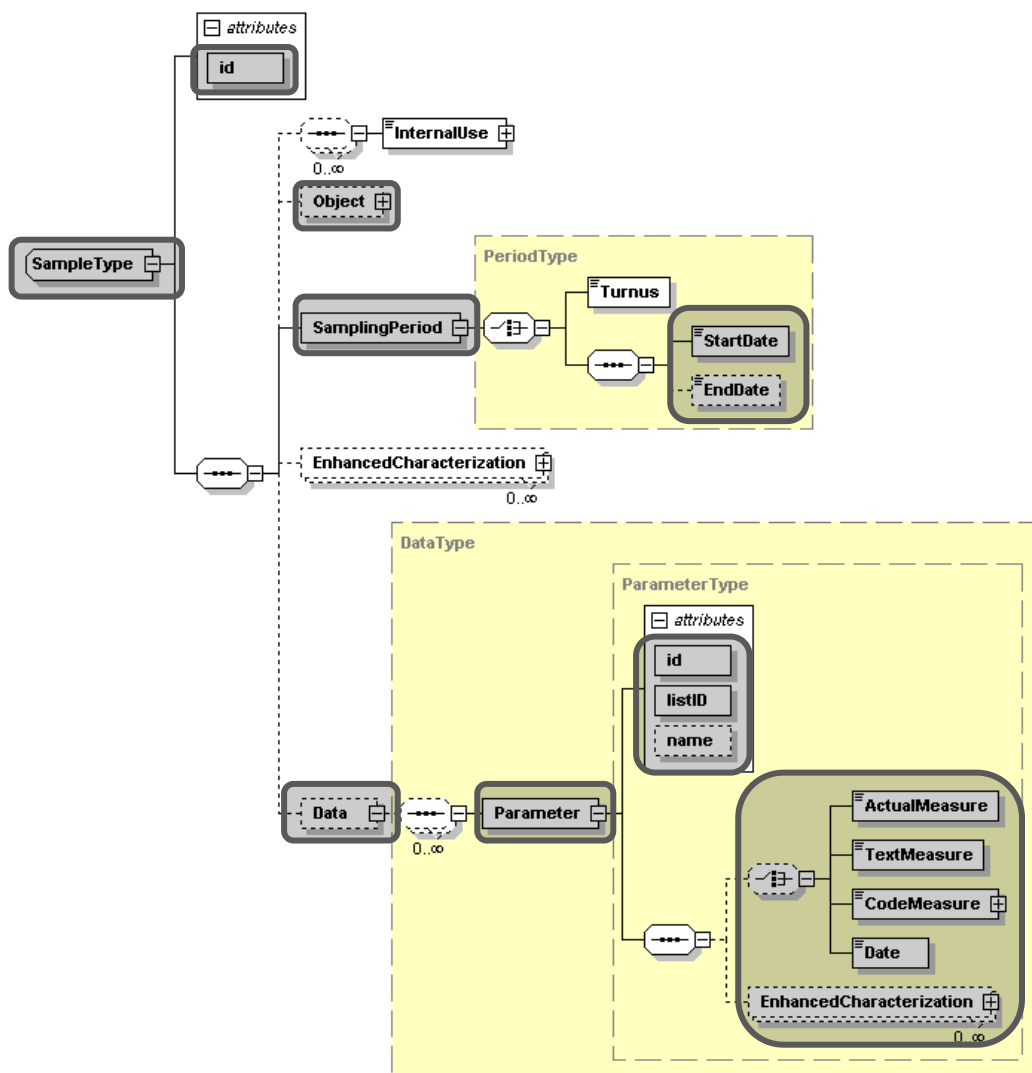 attributes
id
InternalUse
0..∞
Object
SampleType
PeriodType
Turnus
SamplingPeriod
StartDate
EndDate
EnhancedCharacterization
0..∞
DataType
ParameterType
attributes
id
listID
name
Data
0..∞
Parameter
ActualMeasure
TextMeasure
CodeMeasure
Date
EnhancedCharacterization
0..∞